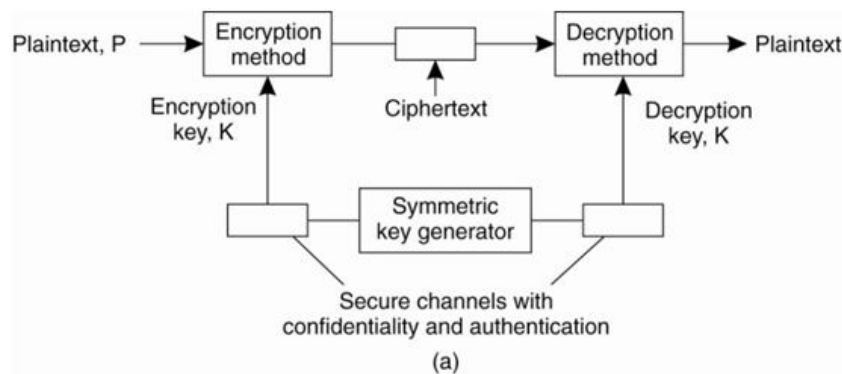 Plaintext, P
Encryption
method
Decryption
method
Plaintext
Encryption
key, K
Ciphertext
Decryption
key, K
Symmetric
key generator
Secure channels with
confidentiality and authentication
(a)